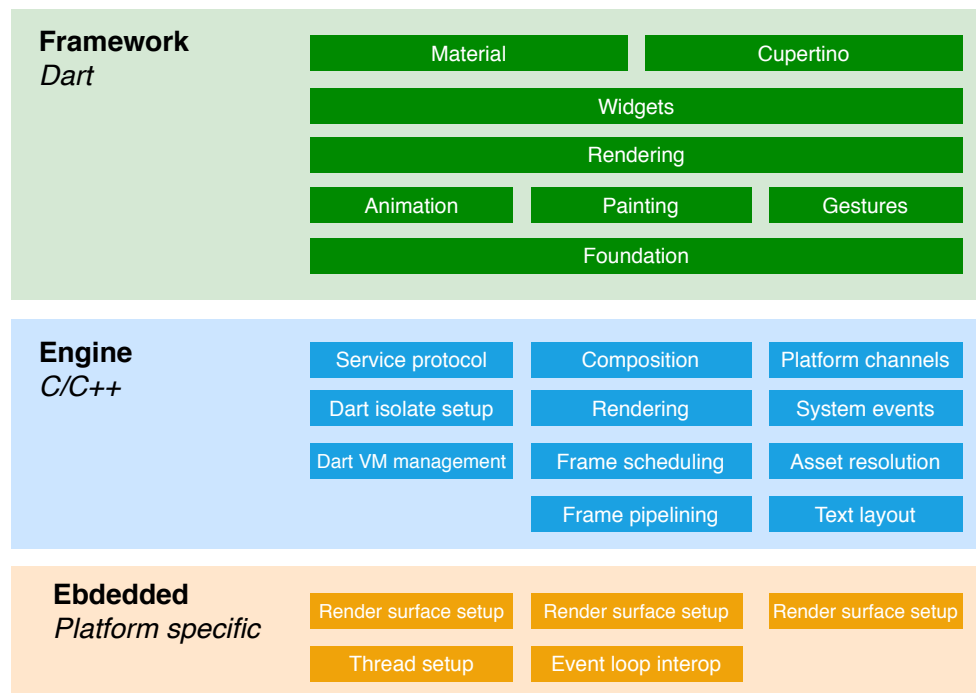 Framework
Dart
Material
Cupertino
Widgets
Rendering
Animation
Painting
Gestures
Foundation
Engine
C/C++
Service protocol
Composition
Platform channels
Dart isolate setup
Rendering
System events
Dart VM management
Frame scheduling
Asset resolution
Frame pipelining
Text layout
Ebdedded
Platform specific
Render surface setup
Render surface setup
Render surface setup
Thread setup
Event loop interop